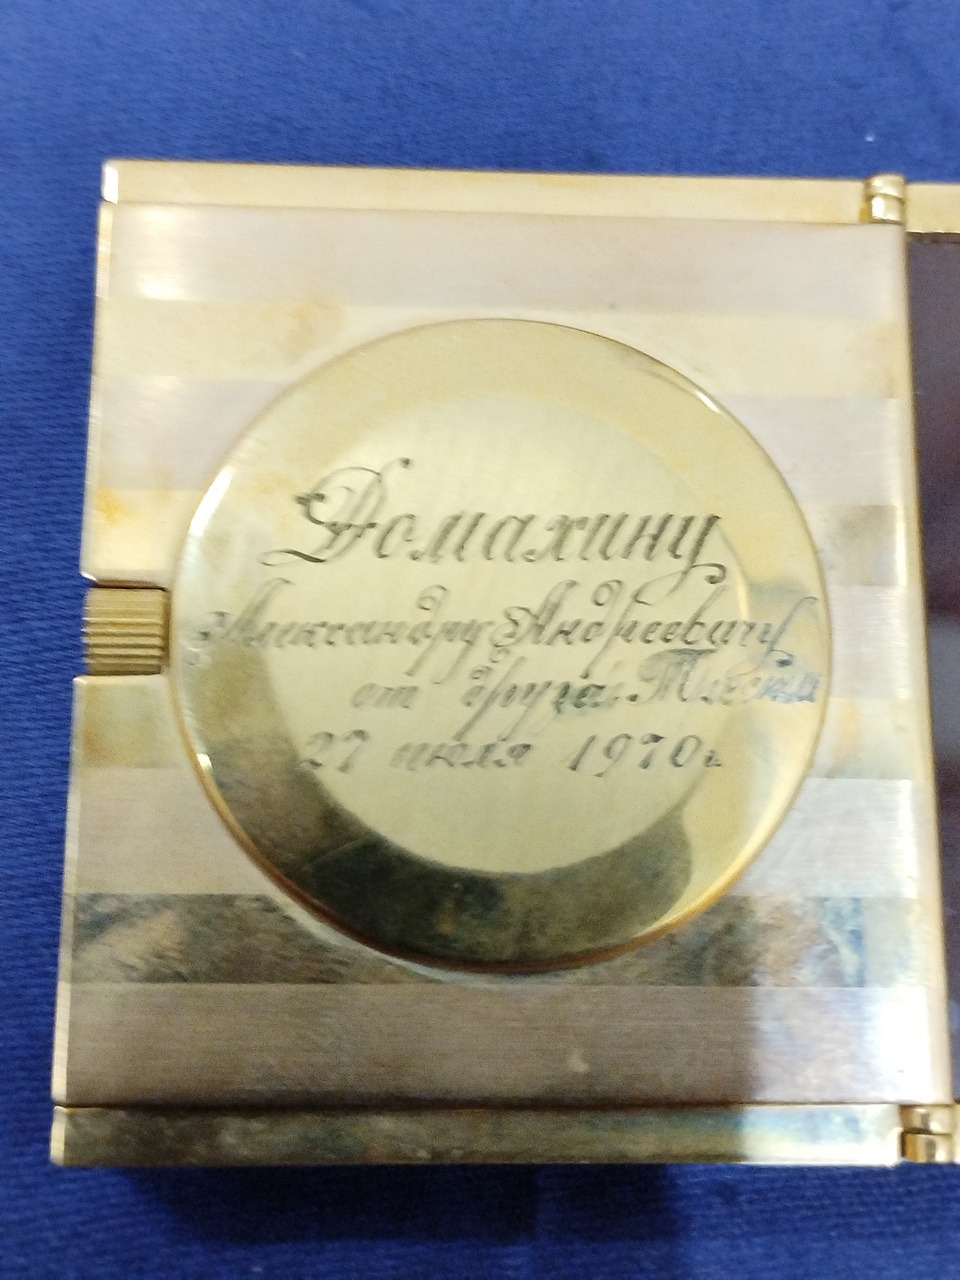 Домахину
Александру Андреевичу
от друга
27 июля 1970г